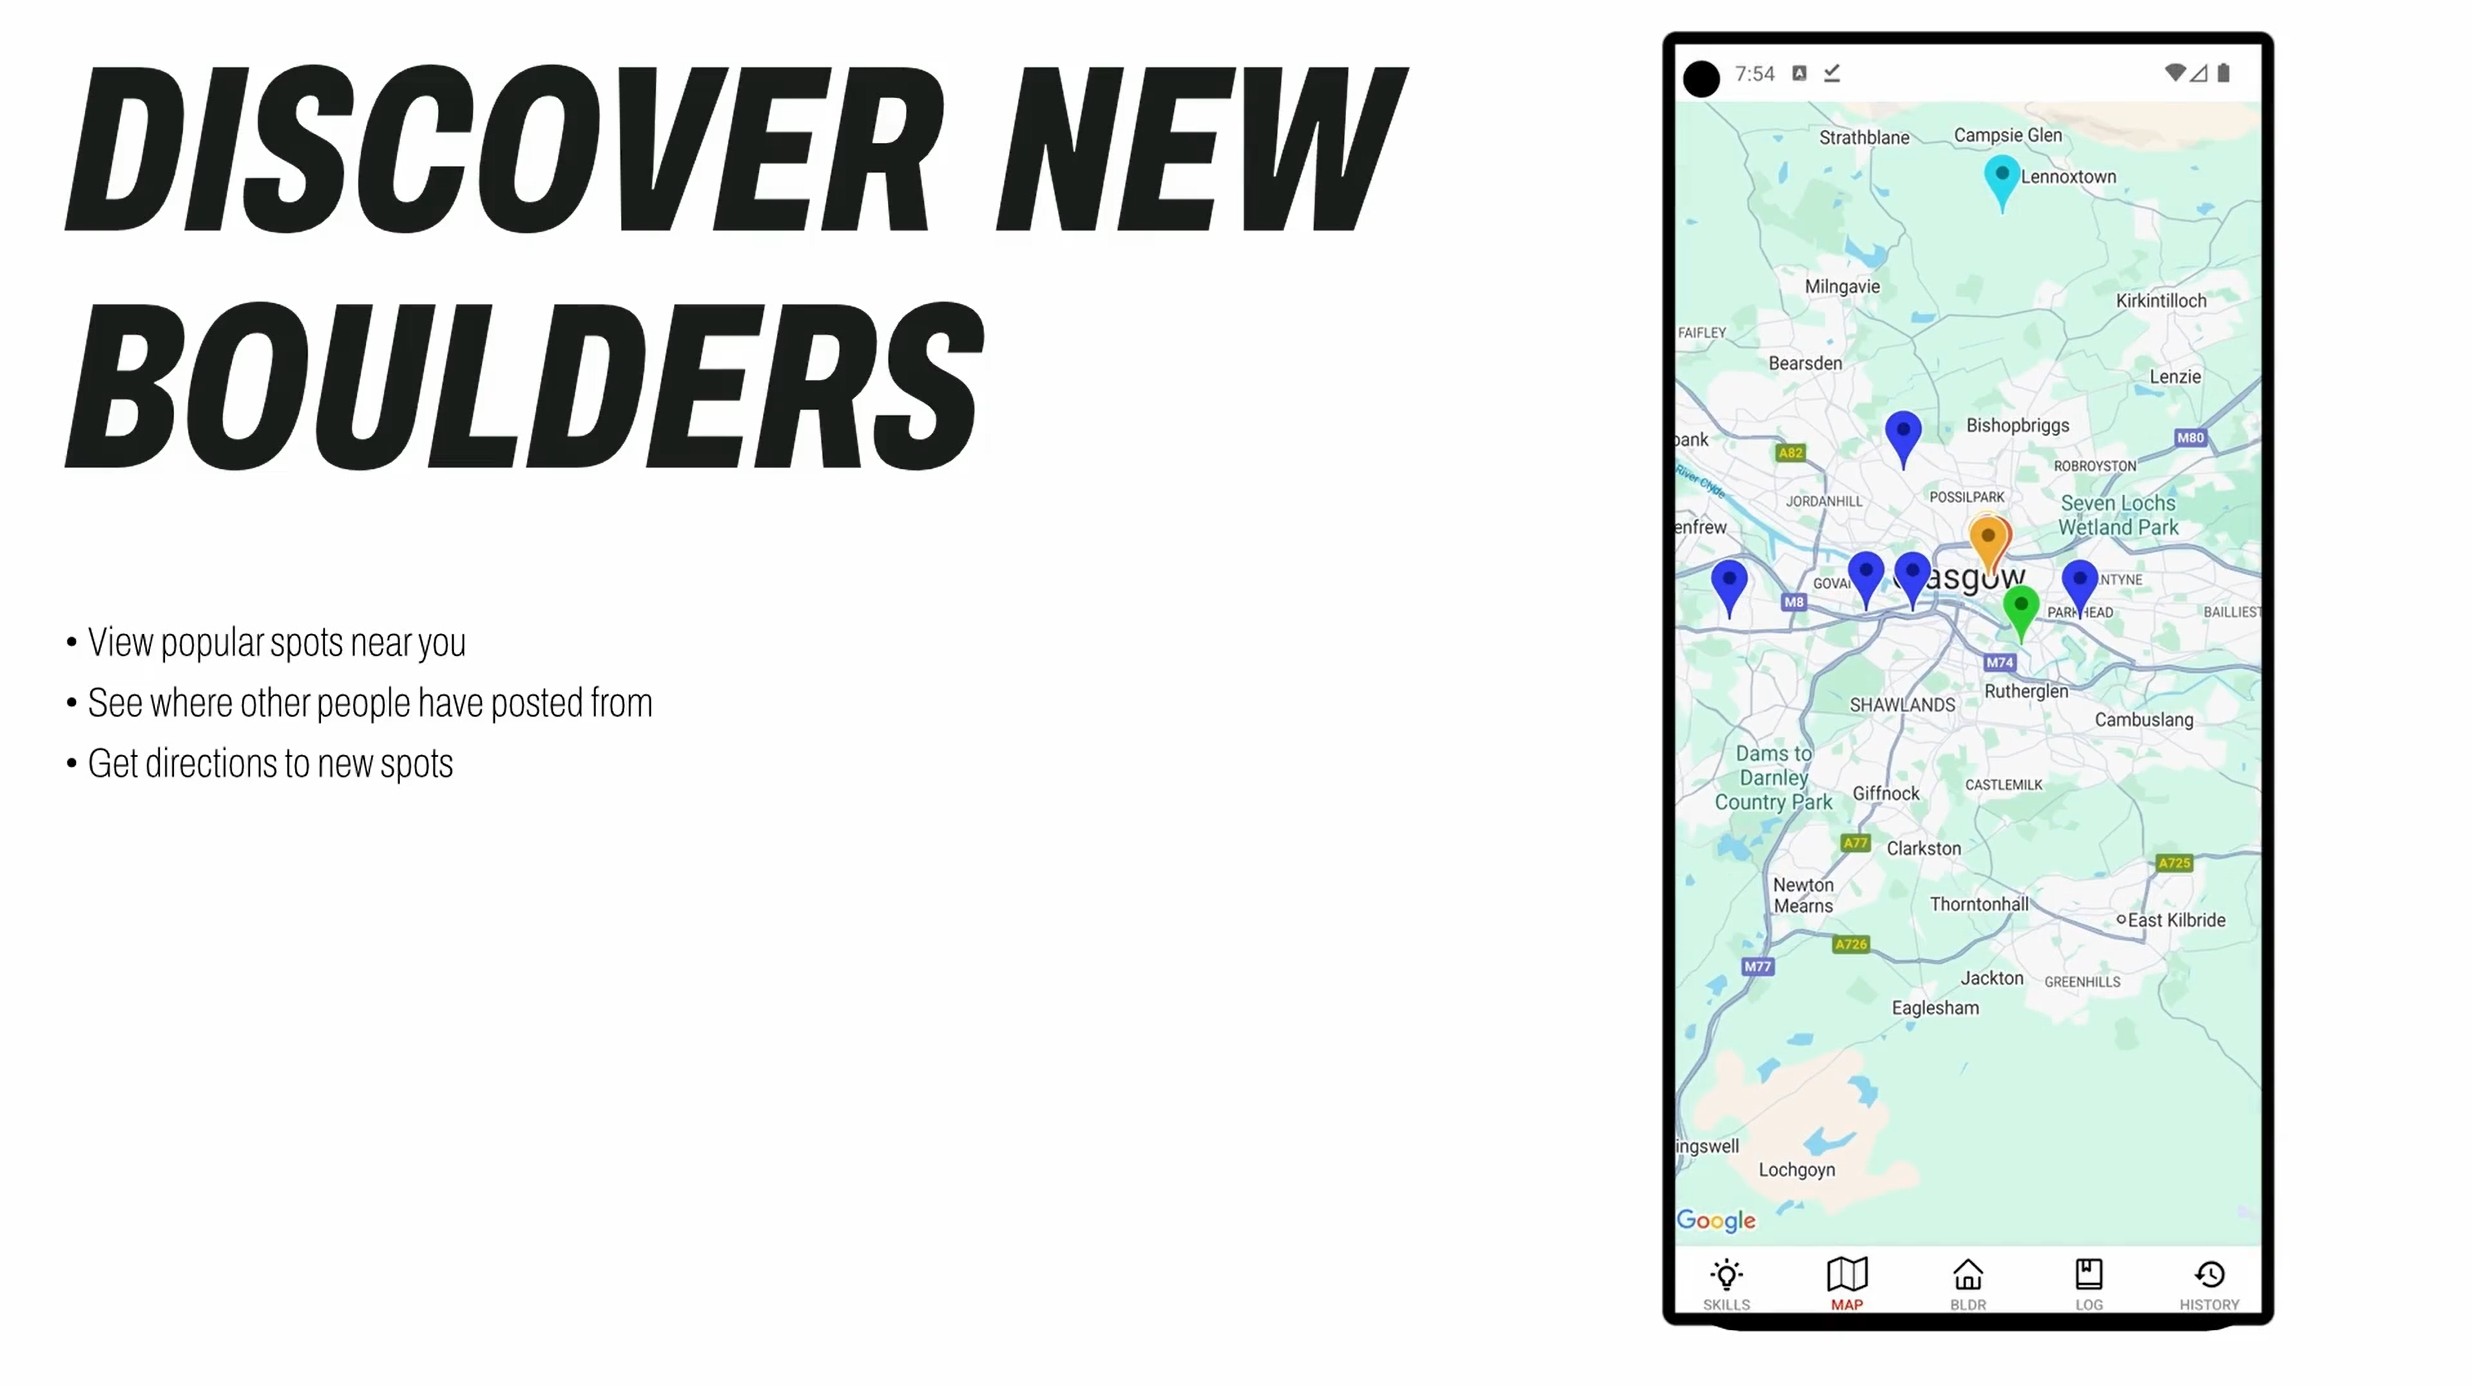 DISCOVER NEW
BOULDERS
• View popular spots near you
• See where other people have posted from
• Get directions to new spots
7:54
Strathblane
Campsie Glen
Lennoxtown
Milngavie
Kirkintilloch
FAIFLEY
Bearsden
Lenzie
Bishopbriggs
M80
A82
ROBROYSTON
River Clyde
JORDANHILL
POSSILPARK
Seven Lochs
Wetland Park
enfrew
M8
PARKHEAD
BAILLIEST
M74
Rutherglen
SHAWLANDS
Cambuslang
Dams to
Darnley
Country Park
Giffnock
CASTLEMILK
A77
Clarkston
A725
Newton
Mearns
Thorntonhall
East Kilbride
A726
M77
Jackton
GREENHILLS
Eaglesham
ingswell
Lochgoyn
Google
SKILLS
MAP
BLDR
LOG
HISTORY